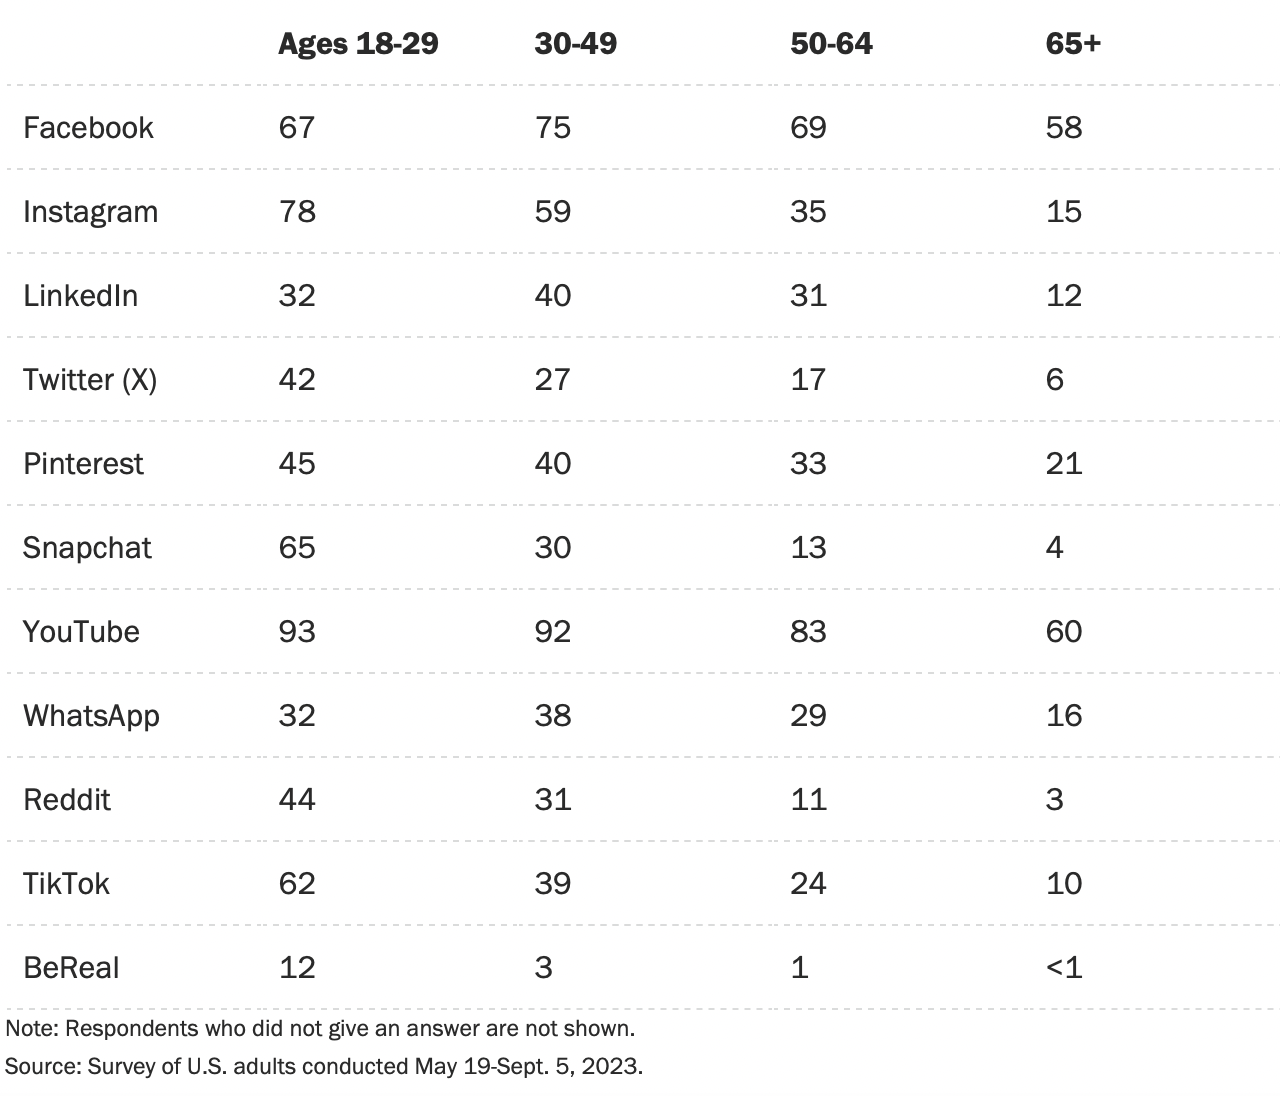 Ages 18-29 30-49 50-64 65+
Facebook 67 75 69 58
Instagram 78 59 35 15
LinkedIn 32 40 31 12
Twitter (X) 42 27 17 6
Pinterest 45 40 33 21
Snapchat 65 30 13 4
YouTube 93 92 83 60
WhatsApp 32 38 29 16
Reddit 44 31 11 3
TikTok 62 39 24 10
BeReal 12 3 1 <1
Note: Respondents who did not give an answer are not shown.
Source: Survey of U.S. adults conducted May 19-Sept. 5, 2023.